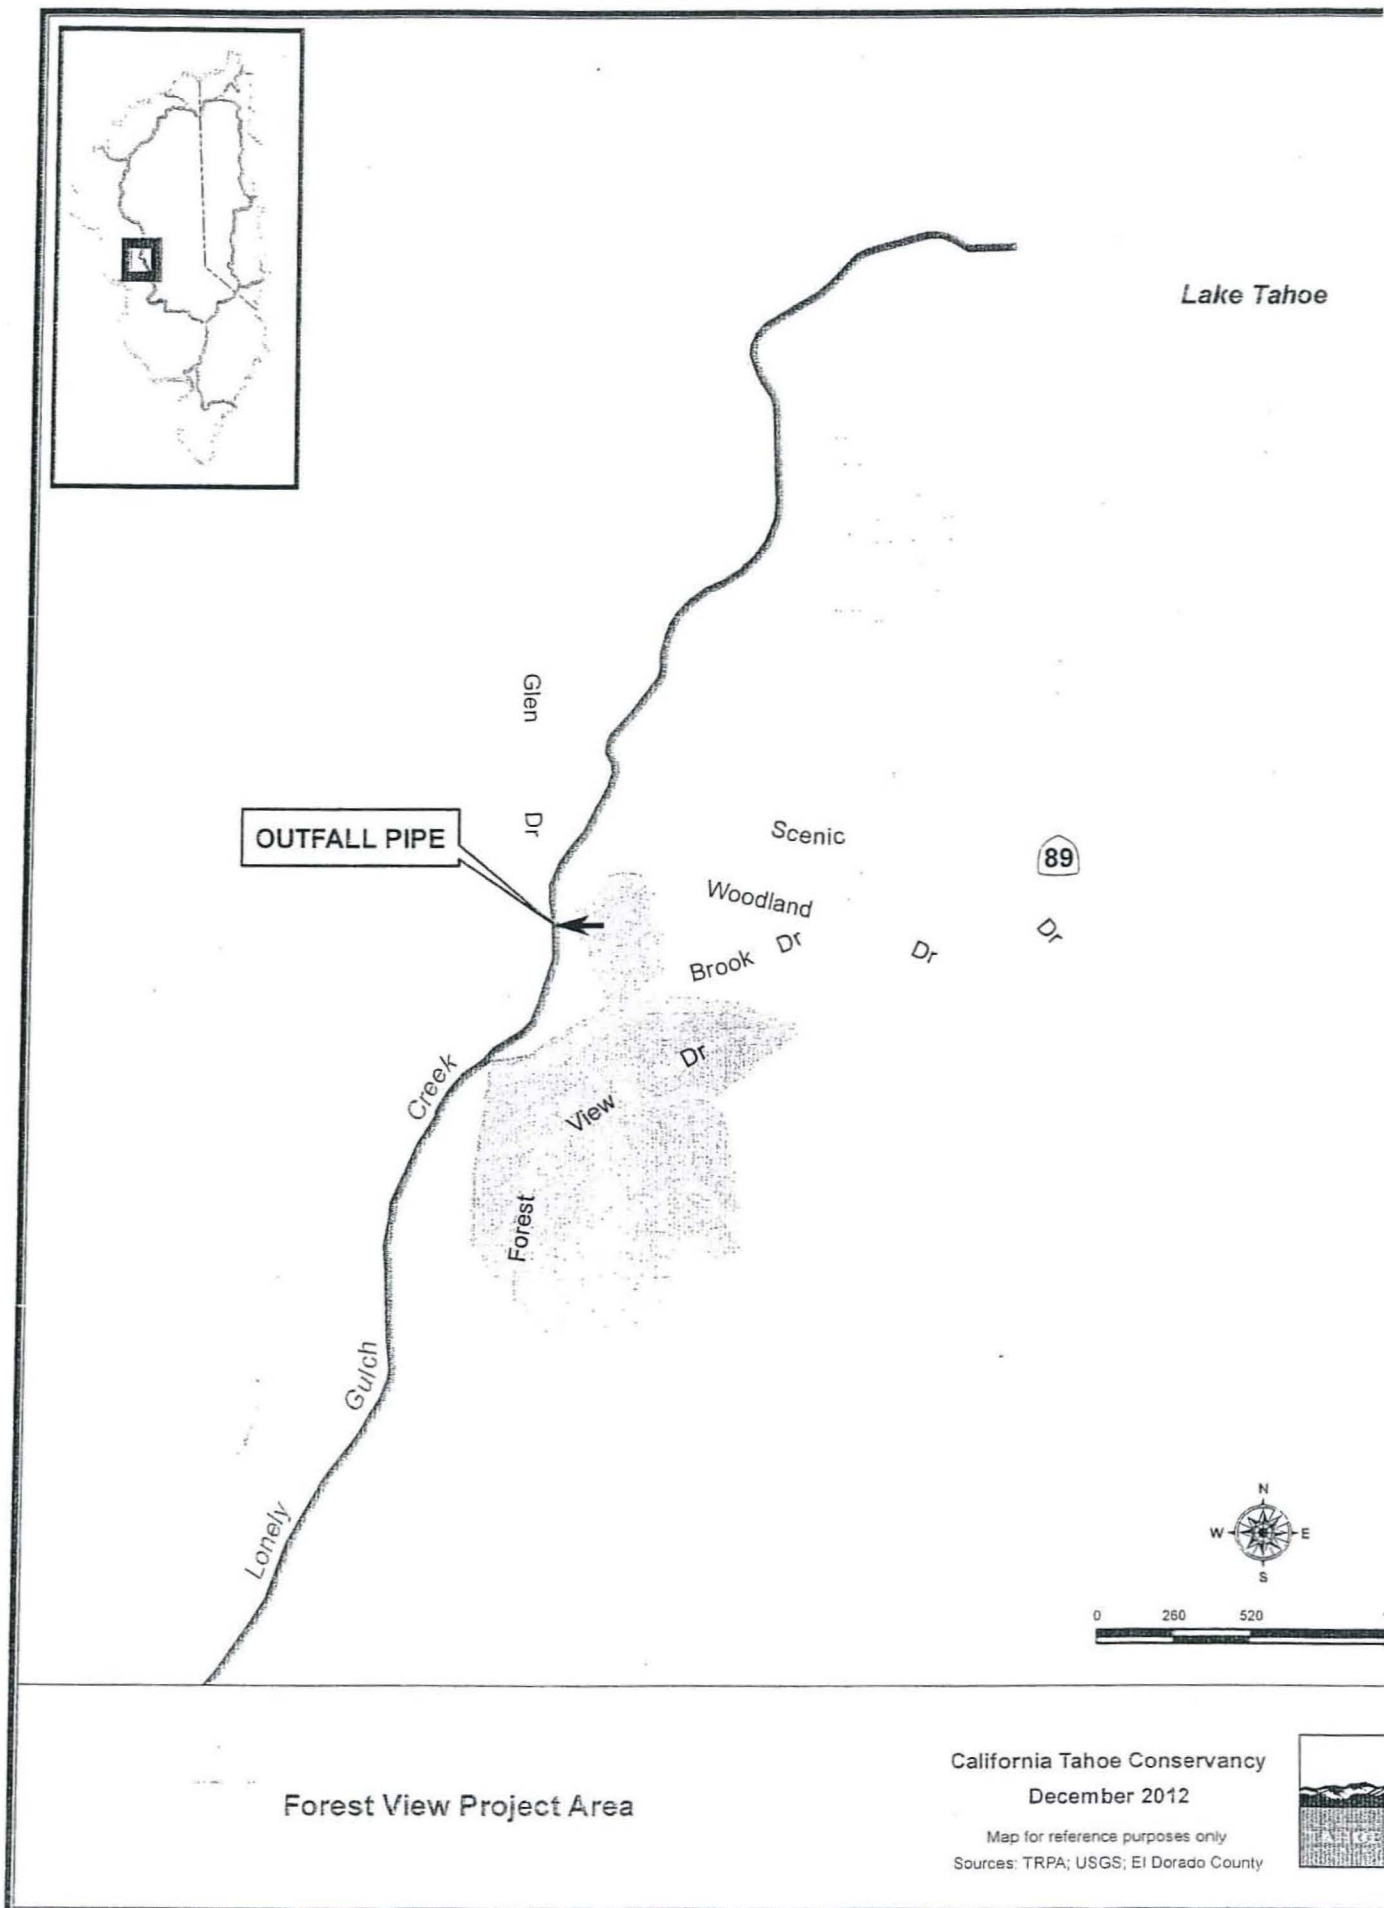 Lake Tahoe
Glen
Dr
OUTFALL PIPE
Scenic
89
Woodland
Dr
Brook
Dr
Dr
Dr
Creek
View
Forest
Gulch
Lonely
N
W
E
S
0 260 520
Forest View Project Area
California Tahoe Conservancy
December 2012
Map for reference purposes only
Sources: TRPA; USGS; El Dorado County
TAHOE